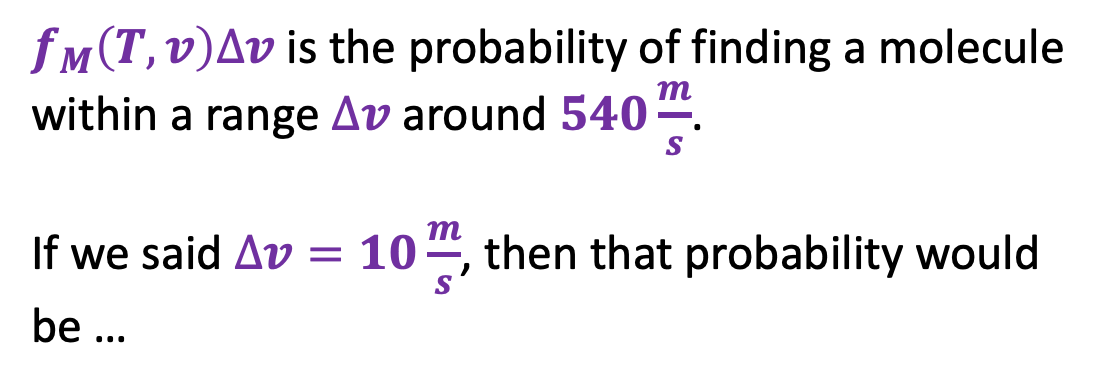 f_M(T, v)Δv is the probability of finding a molecule
within a range Δv around 540 m/s.
If we said Δv = 10 m/s, then that probability would
be ...